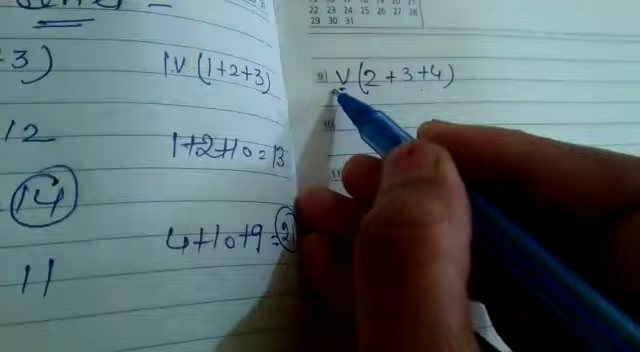 3)
12
14
11
IV (1+2+3)
1+2+10=13
4+10+9=2
22 23 24 25 26 27 28
29 30 31
9
V (2+3+4)
10
11